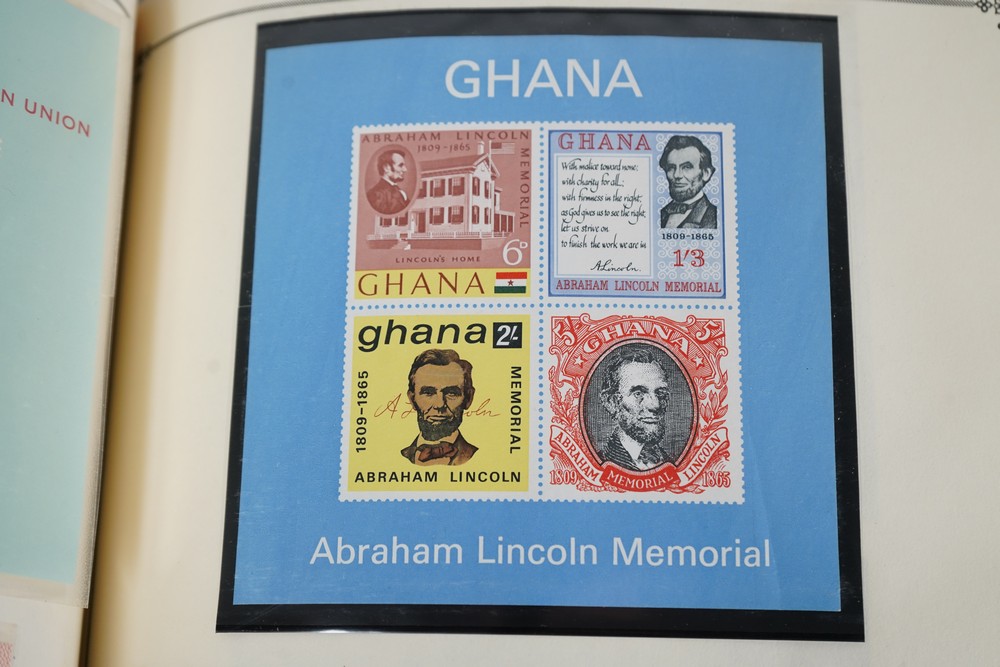 N UNION
GHANA
ABRAHAM LINCOLN
1809-1865
MEMORIAL
LINCOLN'S HOME
6D
GHANA
GHANA
With malice toward none;
with charity for all;
with firmness in the right,
as God gives us to see the right,
let us strive on
to finish the work we are in
A. Lincoln.
1809-1865
1/3
ABRAHAM LINCOLN MEMORIAL
ghana 2/-
1809-1865
A Lincoln
MEMORIAL
ABRAHAM LINCOLN
5/- 5/-
GHANA
ABRAHAM LINCOLN
1809 MEMORIAL 1865
Abraham Lincoln Memorial